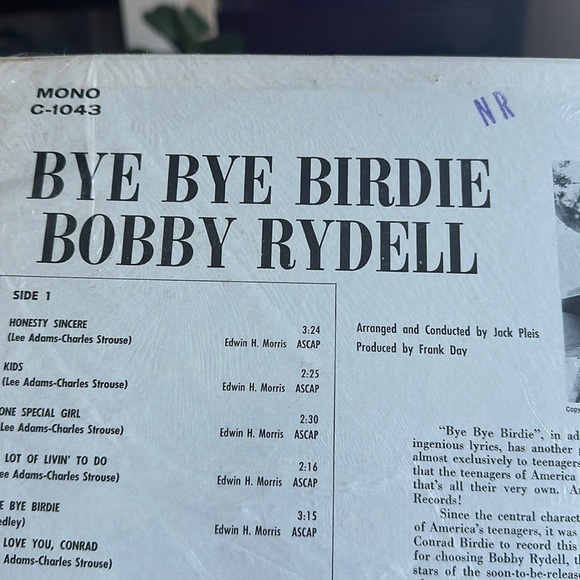 MONO
C-1043
NR
BYE BYE BIRDIE
BOBBY RYDELL
SIDE 1
HONESTY SINCERE 3:24
(Lee Adams-Charles Strouse) Edwin H. Morris ASCAP
KIDS 2:25
(Lee Adams-Charles Strouse) Edwin H. Morris ASCAP
ONE SPECIAL GIRL 2:30
Lee Adams-Charles Strouse) Edwin H. Morris ASCAP
LOT OF LIVIN' TO DO 2:16
ee Adams-Charles Strouse) Edwin H. Morris ASCAP
E BYE BIRDIE 3:15
edley) Edwin H. Morris ASCAP
LOVE YOU, CONRAD
Adams-Charles Strouse)
Arranged and Conducted by Jack Pleis
Produced by Frank Day
Copy
"Bye Bye Birdie", in ad
ingenious lyrics, has another
almost exclusively to teenagers
that the teenagers of America
that's all their very own. A
Records!
Since the central charact
of America's teenagers, it was
Conrad Birdie to record this
for choosing Bobby Rydell, th
stars of the soon-to-be-release